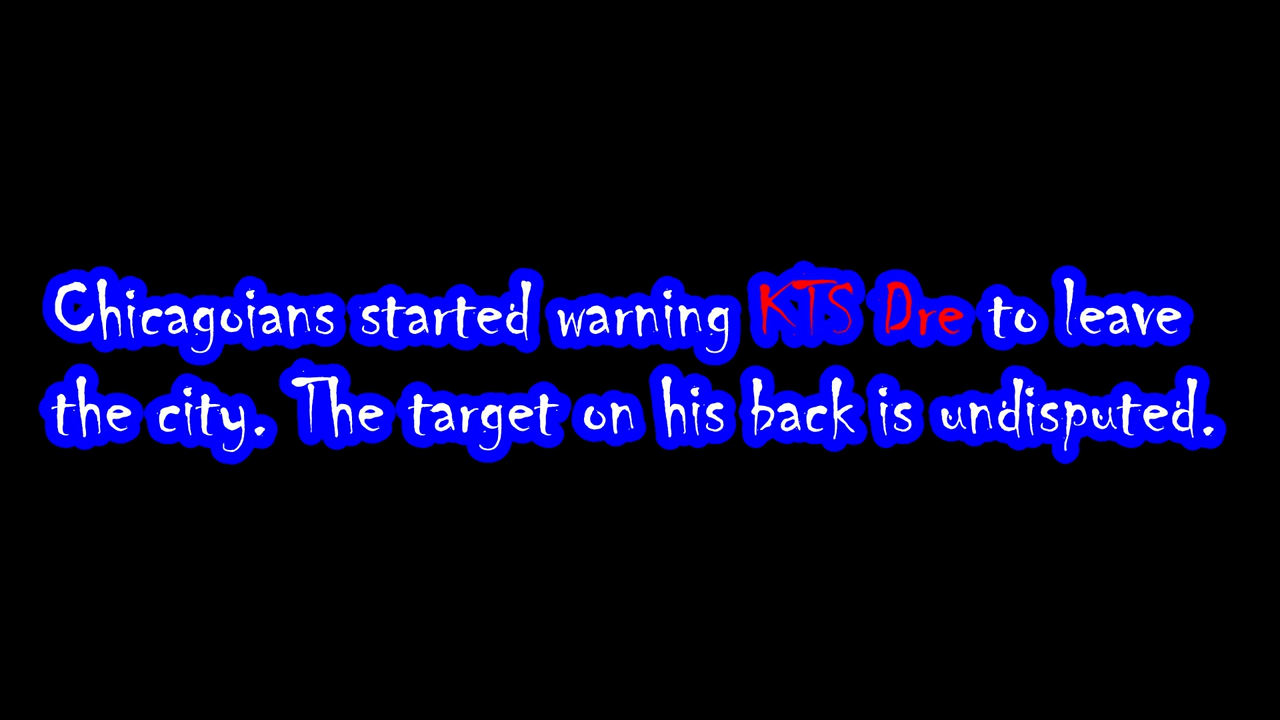 Chicagoians started warning KTS Dre to leave
the city. The target on his back is undisputed.